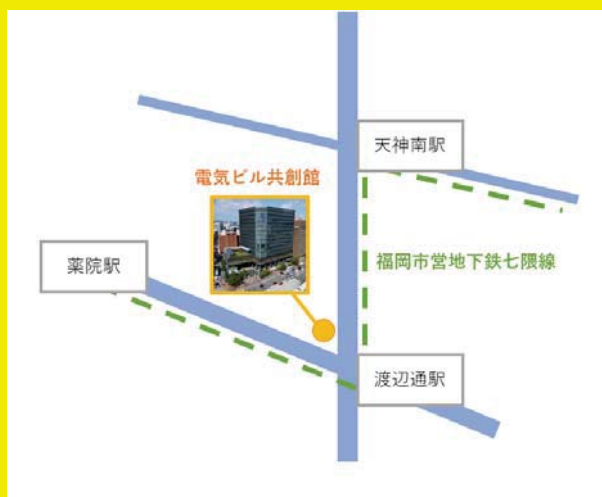 天神南駅
電気ビル共創館
薬院駅
福岡市営地下鉄七隈線
渡辺通駅